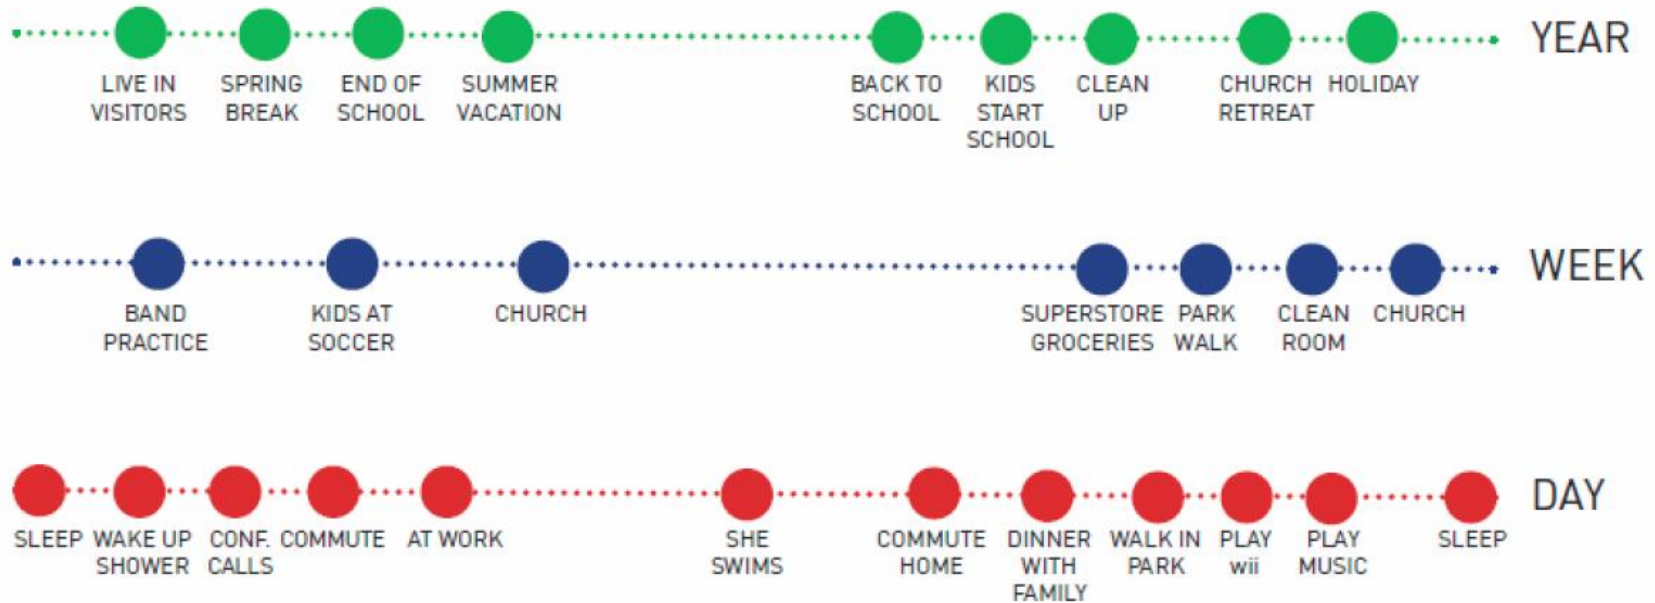 YEAR
LIVE IN
VISITORS
SPRING
BREAK
END OF
SCHOOL
SUMMER
VACATION
BACK TO
SCHOOL
KIDS
START
SCHOOL
CLEAN
UP
CHURCH
RETREAT
HOLIDAY
WEEK
BAND
PRACTICE
KIDS AT
SOCCER
CHURCH
SUPERSTORE
GROCERIES
PARK
WALK
CLEAN
ROOM
CHURCH
DAY
SLEEP
WAKE UP
SHOWER
CONF.
CALLS
COMMUTE
AT WORK
SHE
SWIMS
COMMUTE
HOME
DINNER
WITH
FAMILY
WALK IN
PARK
PLAY
wii
PLAY
MUSIC
SLEEP